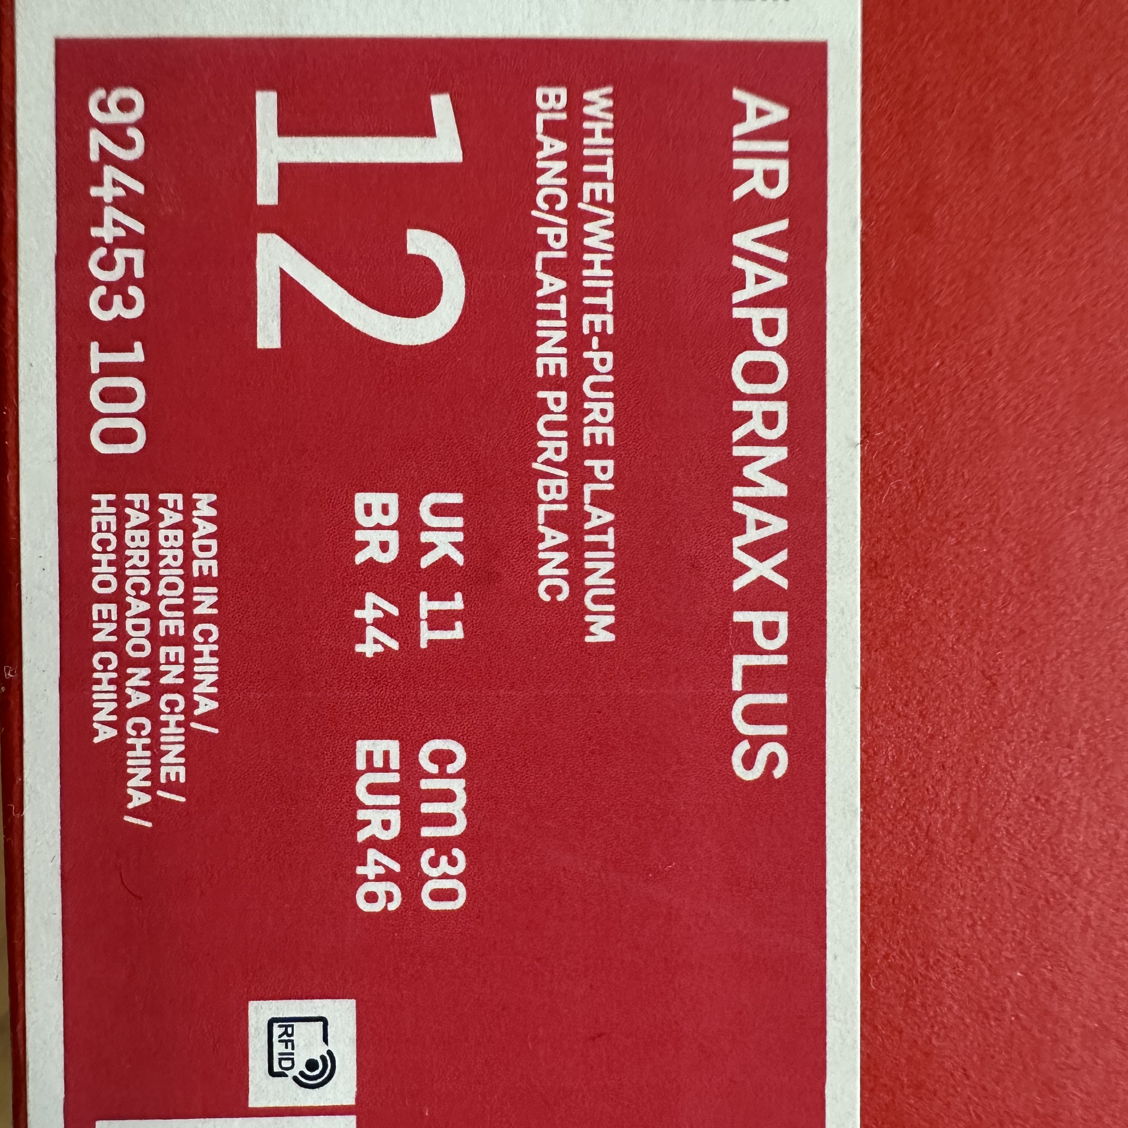 AIR VAPORMAX PLUS
WHITE/WHITE-PURE PLATINUM
BLANC/PLATINE PUR/BLANC
12
UK 11 cm 30
BR 44 EUR 46
MADE IN CHINA /
FABRIQUE EN CHINE /
FABRICADO NA CHINA /
HECHO EN CHINA
924453 100
RFID